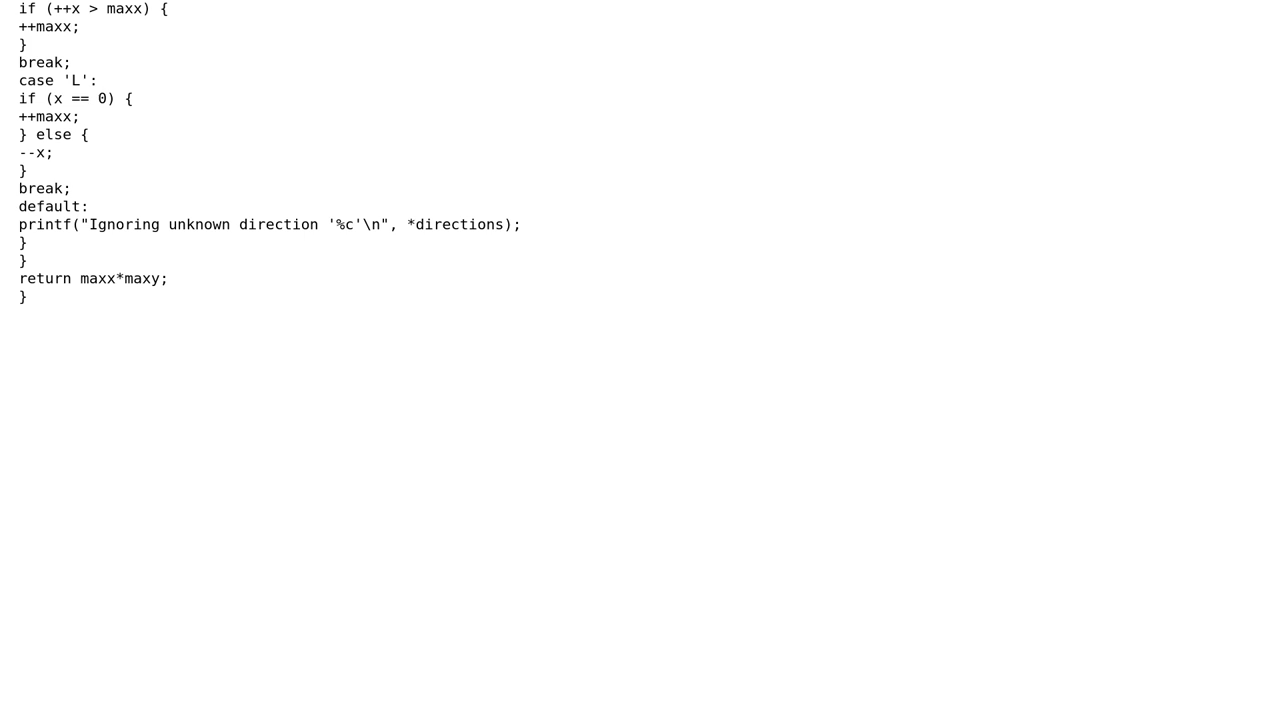 if (++x > maxx) {
++maxx;
}
break;
case 'L':
if (x == 0) {
++maxx;
} else {
--x;
}
break;
default:
printf("Ignoring unknown direction '%c'\n", *directions);
}
}
return maxx*maxy;
}